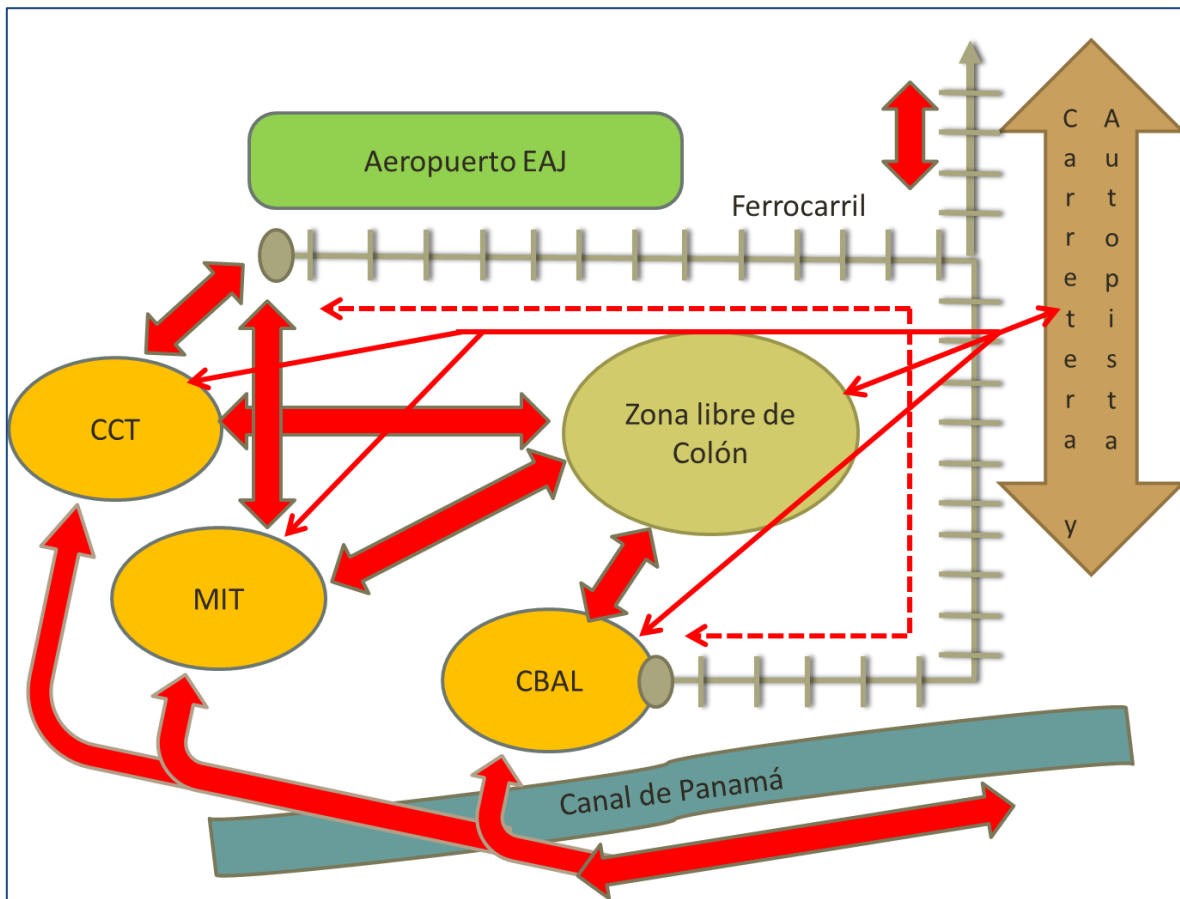 Aeropuerto EAJ
Ferrocarril
Carretera y
Autopista
CCT
Zona libre de
Colón
MIT
CBAL
Canal de Panamá